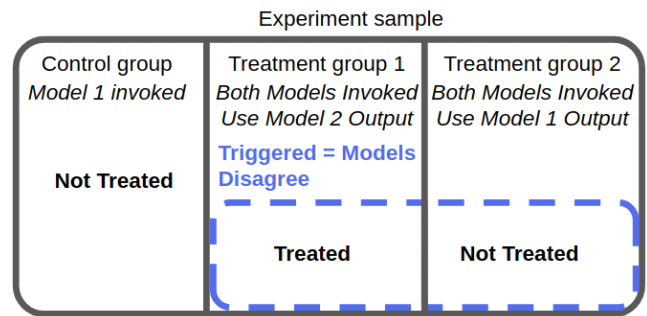 Experiment sample
Control group
Model 1 invoked
Not Treated
Treatment group 1
Both Models Invoked
Use Model 2 Output
Triggered = Models
Disagree
Treated
Treatment group 2
Both Models Invoked
Use Model 1 Output
Not Treated